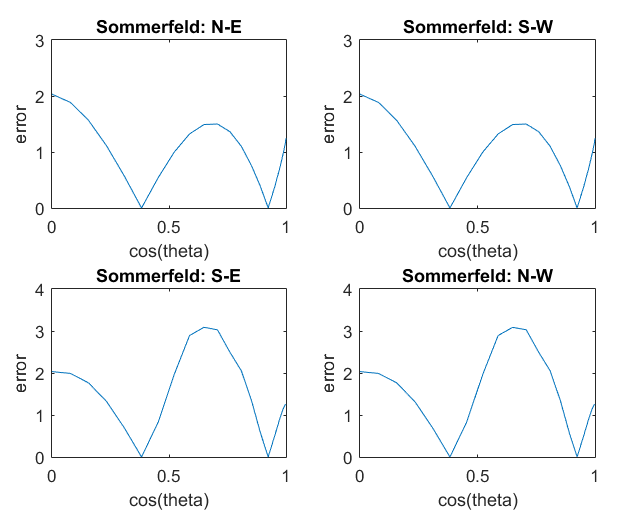 Sommerfeld: N-E
3
2
1
0
error
0 0.5 1
cos(theta)
Sommerfeld: S-W
3
2
1
0
error
0 0.5 1
cos(theta)
Sommerfeld: S-E
4
3
2
1
0
error
0 0.5 1
cos(theta)
Sommerfeld: N-W
4
3
2
1
0
error
0 0.5 1
cos(theta)